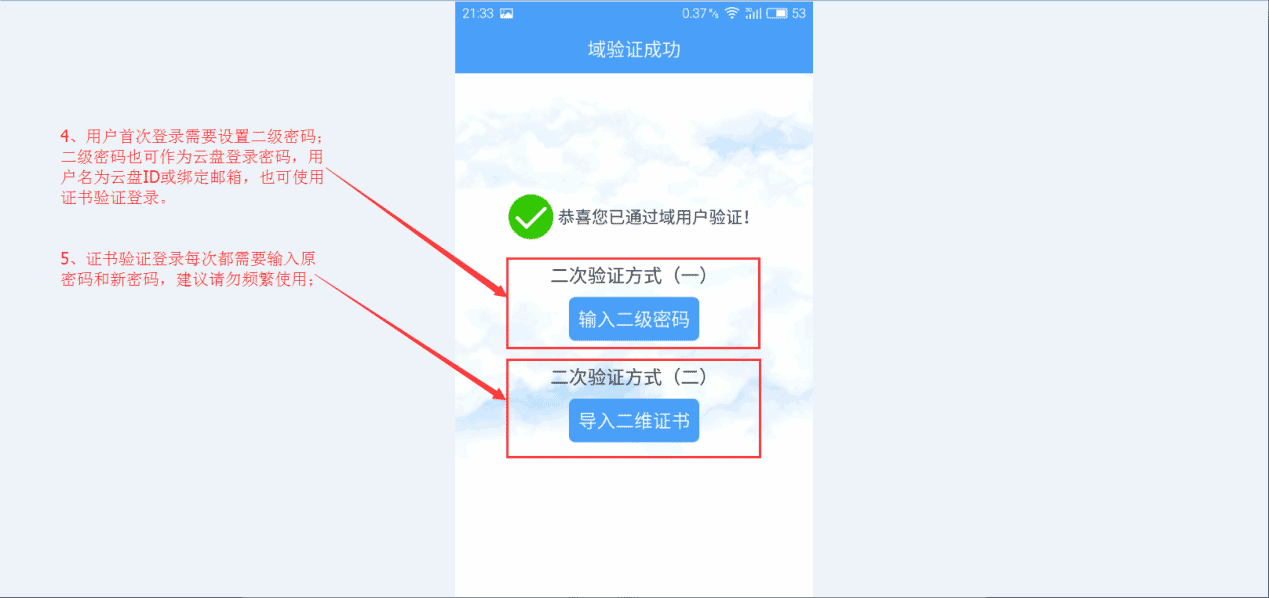 21:33 0.37 ⁵⁄ₛ 53
域验证成功
4、用户首次登录需要设置二级密码；
二级密码也可作为云盘登录密码，用
户名为云盘ID或绑定邮箱，也可使用
证书验证登录。
恭喜您已通过域用户验证！
5、证书验证登录每次都需要输入原
密码和新密码，建议请勿频繁使用；
二次验证方式（一）
输入二级密码
二次验证方式（二）
导入二维证书